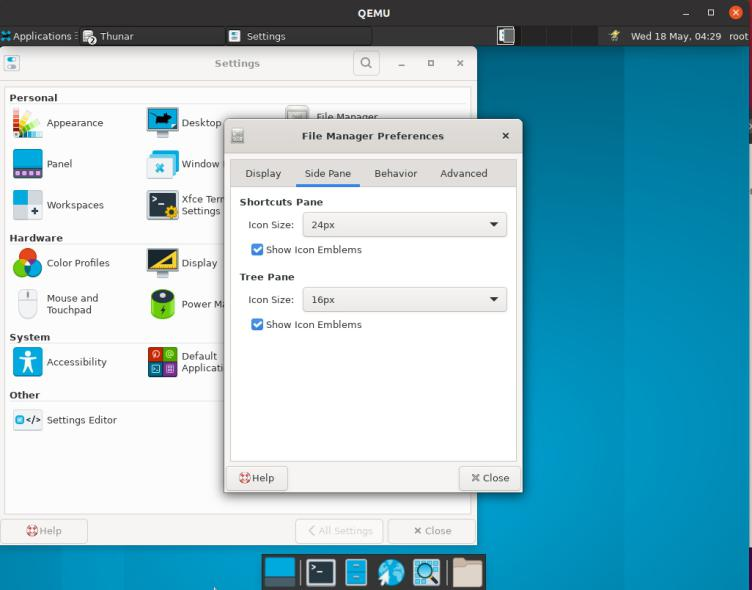 QEMU
Applications
2
Thunar
Settings
Wed 18 May, 04:29
root
Settings
Personal
Appearance
Desktop
File Manager
Panel
Window
Workspaces
Xfce Ter
Settings
Hardware
Color Profiles
Display
Mouse and
Touchpad
Power Ma
System
Accessibility
Default
Applicati
Other
Settings Editor
Help
All Settings
Close
File Manager Preferences
Display
Side Pane
Behavior
Advanced
Shortcuts Pane
Icon Size:
24px
Show Icon Emblems
Tree Pane
Icon Size:
16px
Show Icon Emblems
Help
Close